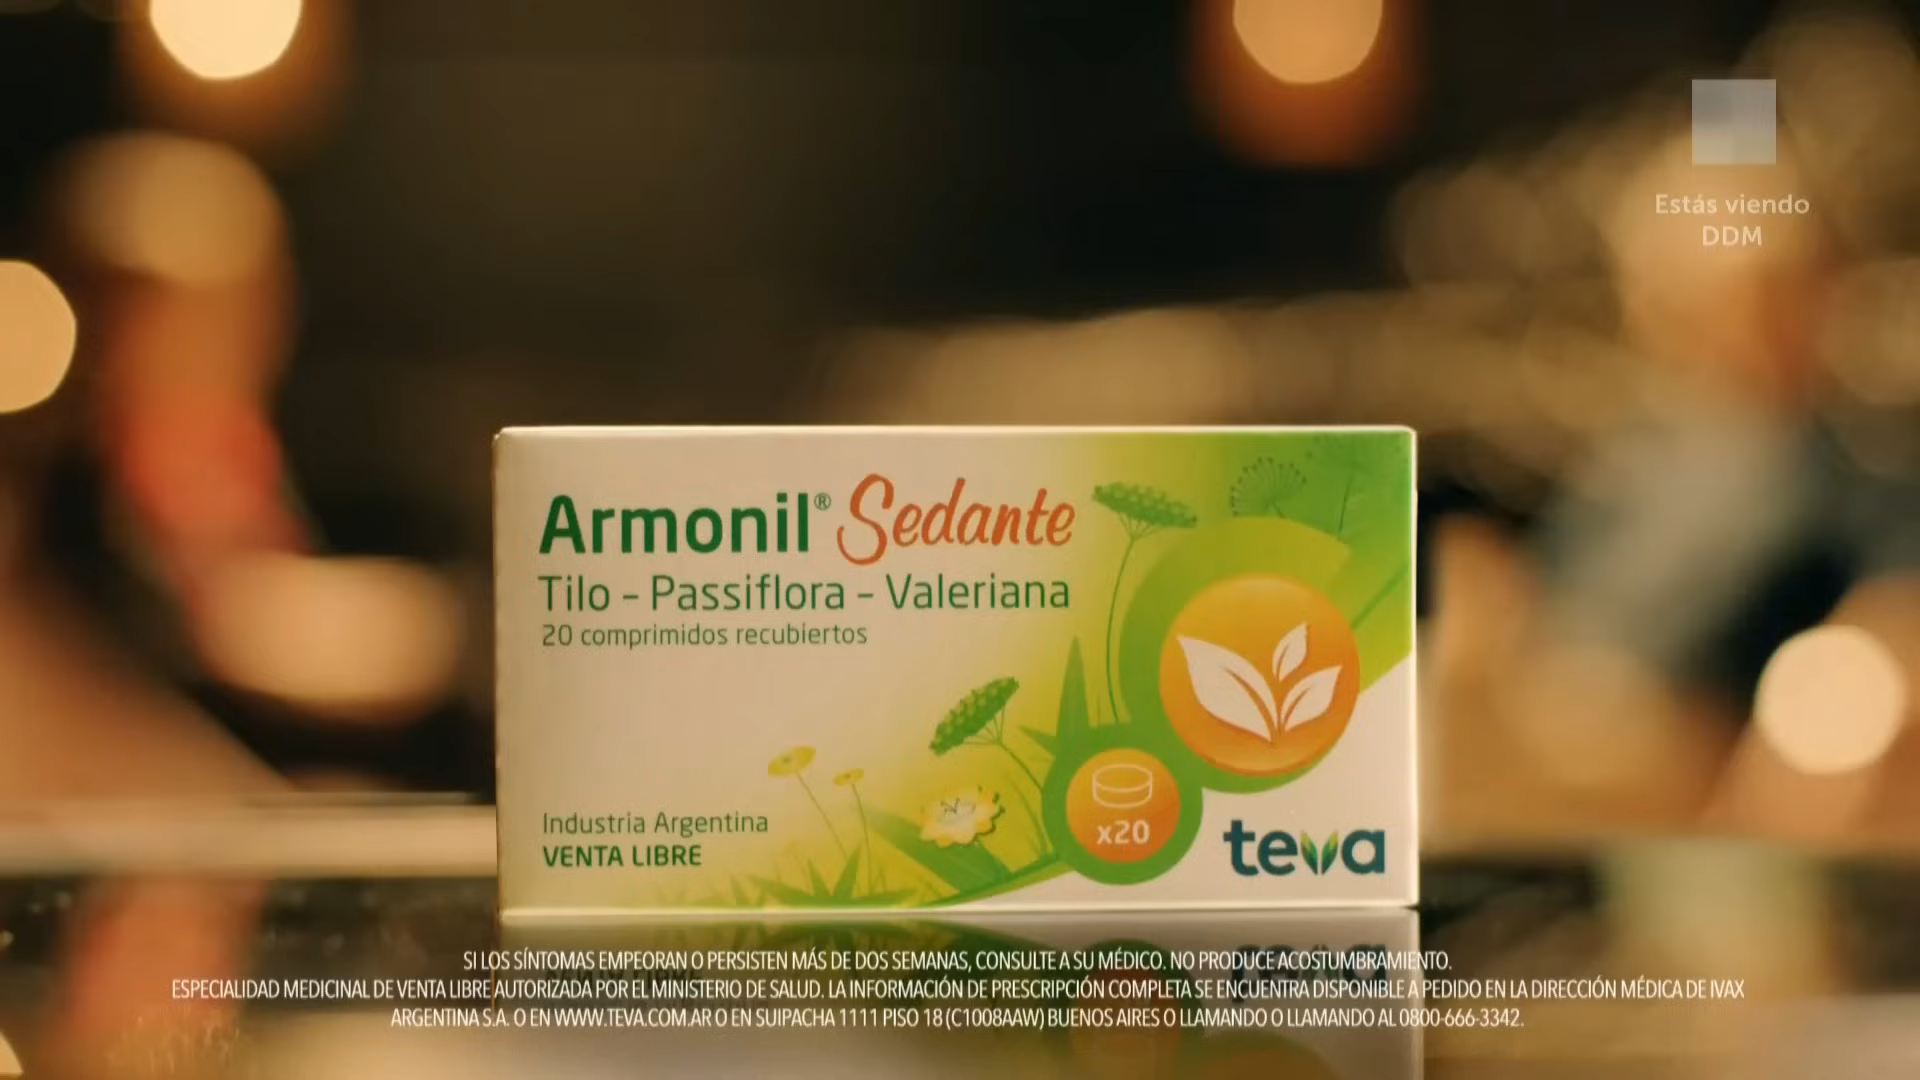 Estás viendo
DDM
Armonil® Sedante
Tilo - Passiflora - Valeriana
20 comprimidos recubiertos
Industria Argentina
VENTA LIBRE
x20
teva
SI LOS SÍNTOMAS EMPEORAN O PERSISTEN MÁS DE DOS SEMANAS, CONSULTE A SU MÉDICO. NO PRODUCE ACOSTUMBRAMIENTO.
ESPECIALIDAD MEDICINAL DE VENTA LIBRE AUTORIZADA POR EL MINISTERIO DE SALUD. LA INFORMACIÓN DE PRESCRIPCIÓN COMPLETA SE ENCUENTRA DISPONIBLE A PEDIDO EN LA DIRECCIÓN MÉDICA DE IVAX
ARGENTINA S.A. O EN WWW.TEVA.COM.AR O EN SUIPACHA 1111 PISO 18 (C1008AAW) BUENOS AIRES O LLAMANDO O LLAMANDO AL 0800-666-3342.